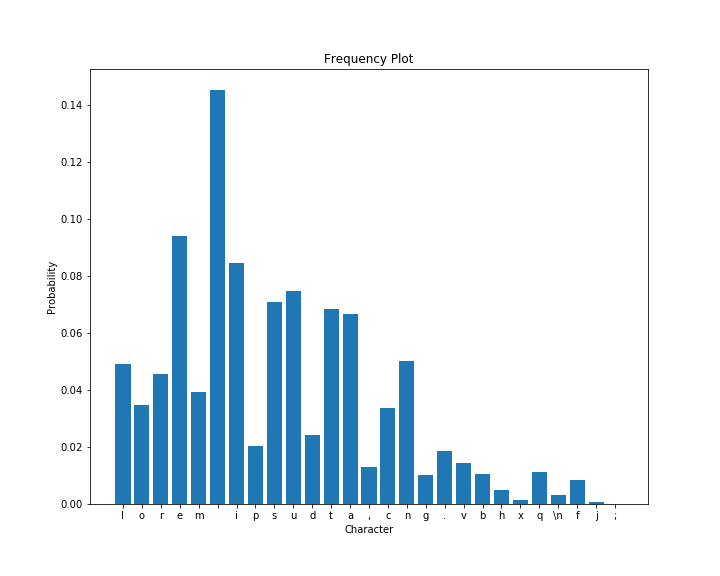 Frequency Plot
0.14
0.12
0.10
0.08
0.06
0.04
0.02
0.00
Probability
l o r e m   i p s u d t a , c n g . v b h x q \n f j ;
Character